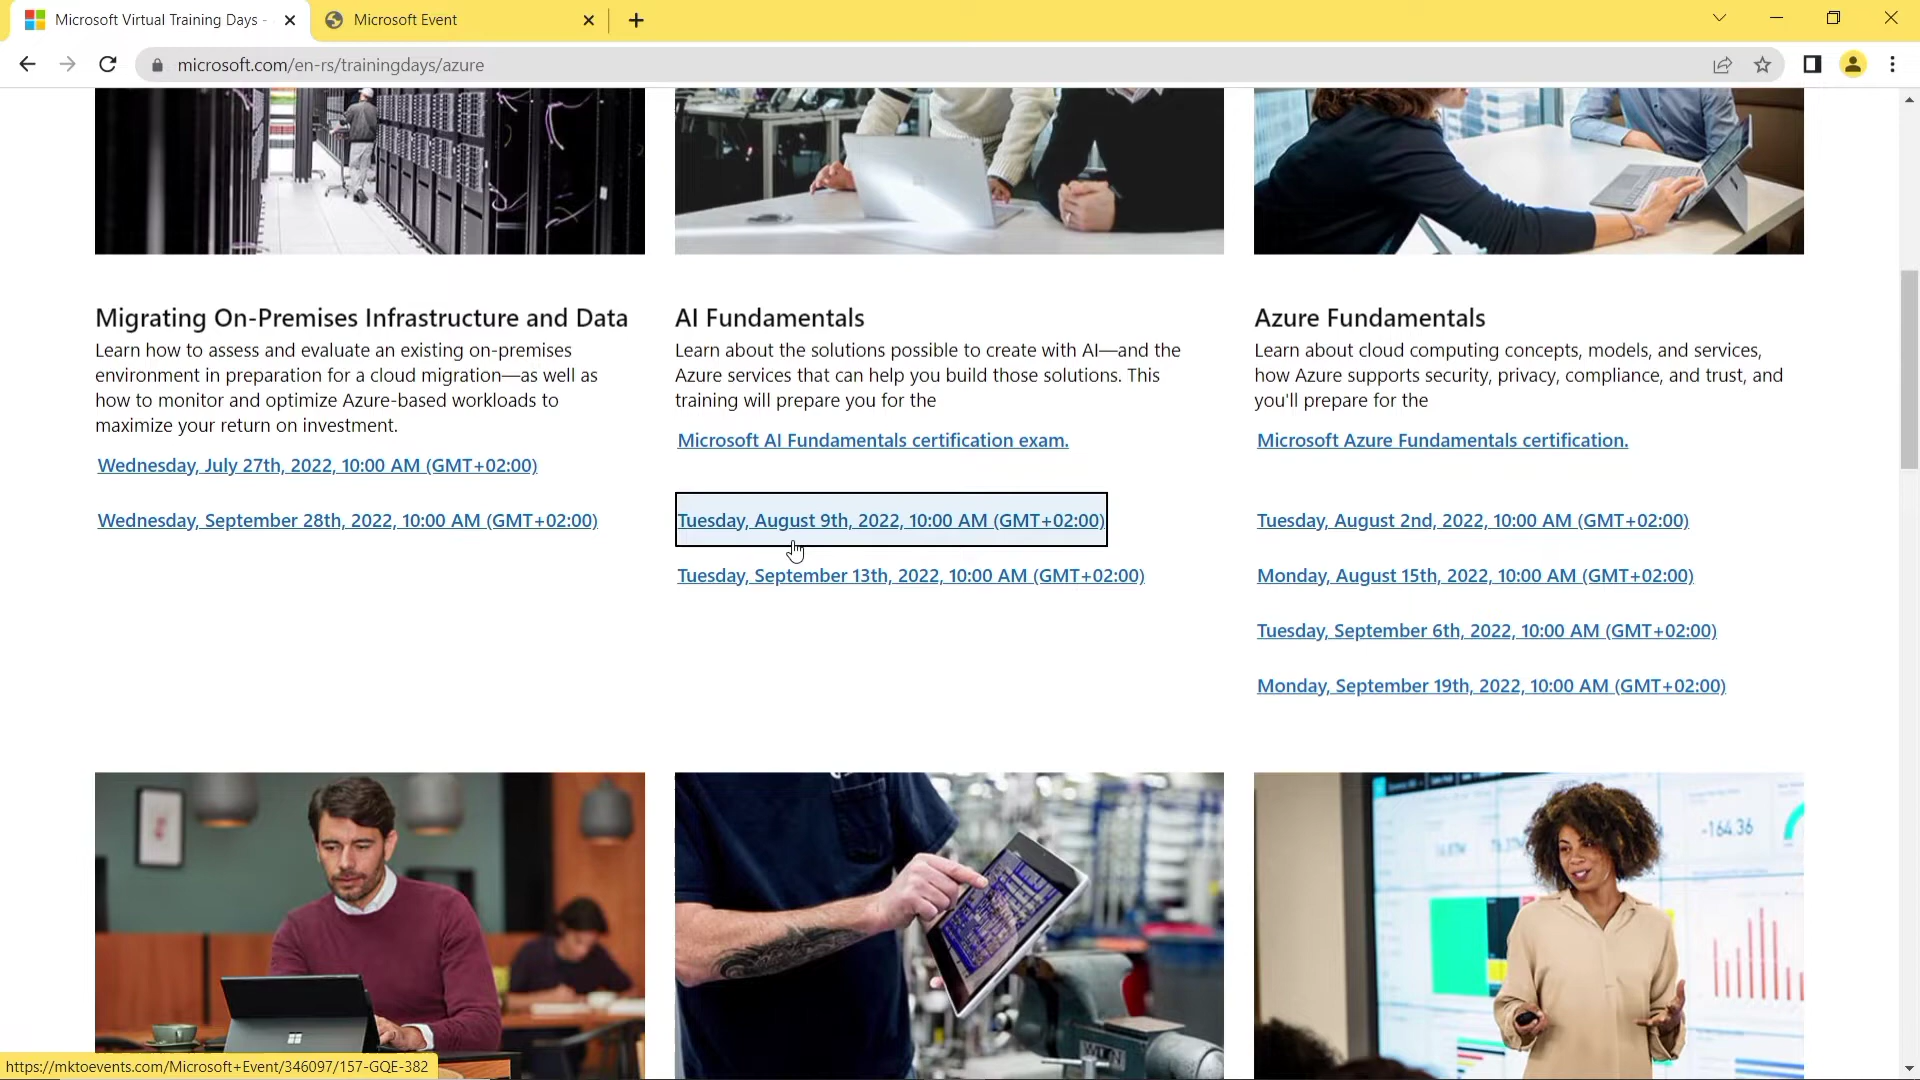 Microsoft Virtual Training Days -
Microsoft Event
microsoft.com/en-rs/trainingdays/azure
Migrating On-Premises Infrastructure and Data
Learn how to assess and evaluate an existing on-premises
environment in preparation for a cloud migration—as well as
how to monitor and optimize Azure-based workloads to
maximize your return on investment.
Wednesday, July 27th, 2022, 10:00 AM (GMT+02:00)
Wednesday, September 28th, 2022, 10:00 AM (GMT+02:00)
AI Fundamentals
Learn about the solutions possible to create with AI—and the
Azure services that can help you build those solutions. This
training will prepare you for the
Microsoft AI Fundamentals certification exam.
Tuesday, August 9th, 2022, 10:00 AM (GMT+02:00)
Tuesday, September 13th, 2022, 10:00 AM (GMT+02:00)
Azure Fundamentals
Learn about cloud computing concepts, models, and services,
how Azure supports security, privacy, compliance, and trust, and
you'll prepare for the
Microsoft Azure Fundamentals certification.
Tuesday, August 2nd, 2022, 10:00 AM (GMT+02:00)
Monday, August 15th, 2022, 10:00 AM (GMT+02:00)
Tuesday, September 6th, 2022, 10:00 AM (GMT+02:00)
Monday, September 19th, 2022, 10:00 AM (GMT+02:00)
-164.36
https://mktoevents.com/Microsoft+Event/346097/157-GQE-382